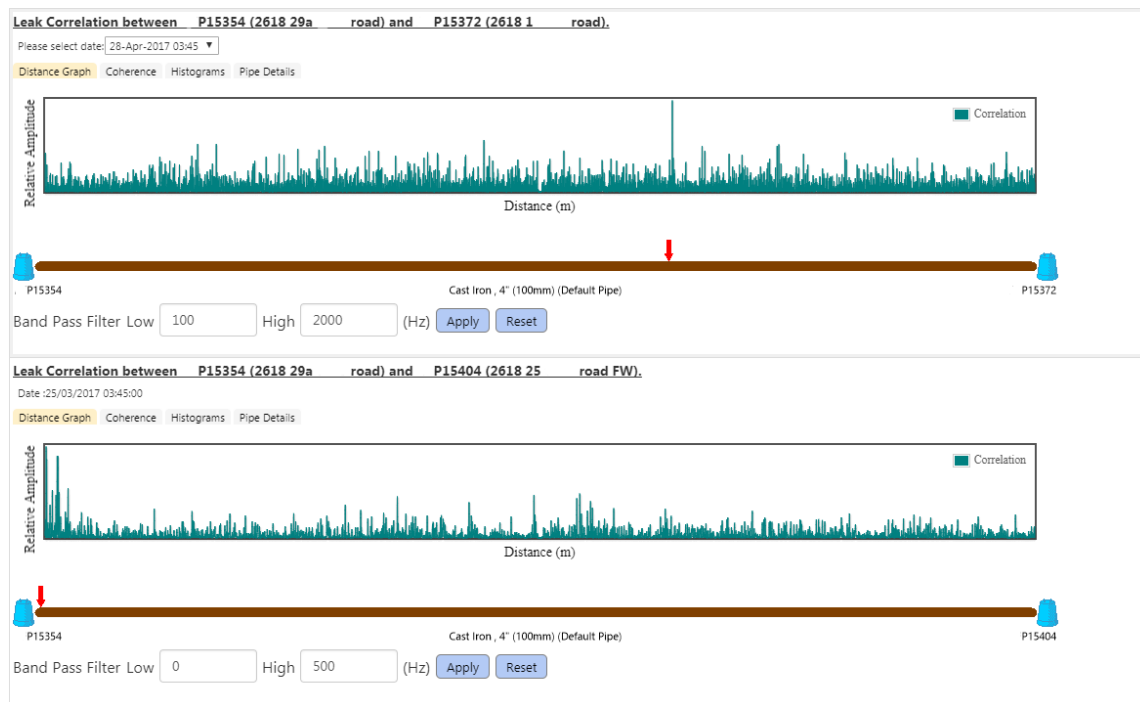 Leak Correlation between P15354 (2618 29a road) and P15372 (2618 1 road).
Please select date: 28-Apr-2017 03:45 ▼
Distance Graph Coherence Histograms Pipe Details
Relative Amplitude
Correlation
Distance (m)
P15354 Cast Iron , 4" (100mm) (Default Pipe) P15372
Band Pass Filter Low 100 High 2000 (Hz) Apply Reset
Leak Correlation between P15354 (2618 29a road) and P15404 (2618 25 road FW).
Date :25/03/2017 03:45:00
Distance Graph Coherence Histograms Pipe Details
Relative Amplitude
Correlation
Distance (m)
P15354 Cast Iron , 4" (100mm) (Default Pipe) P15404
Band Pass Filter Low 0 High 500 (Hz) Apply Reset